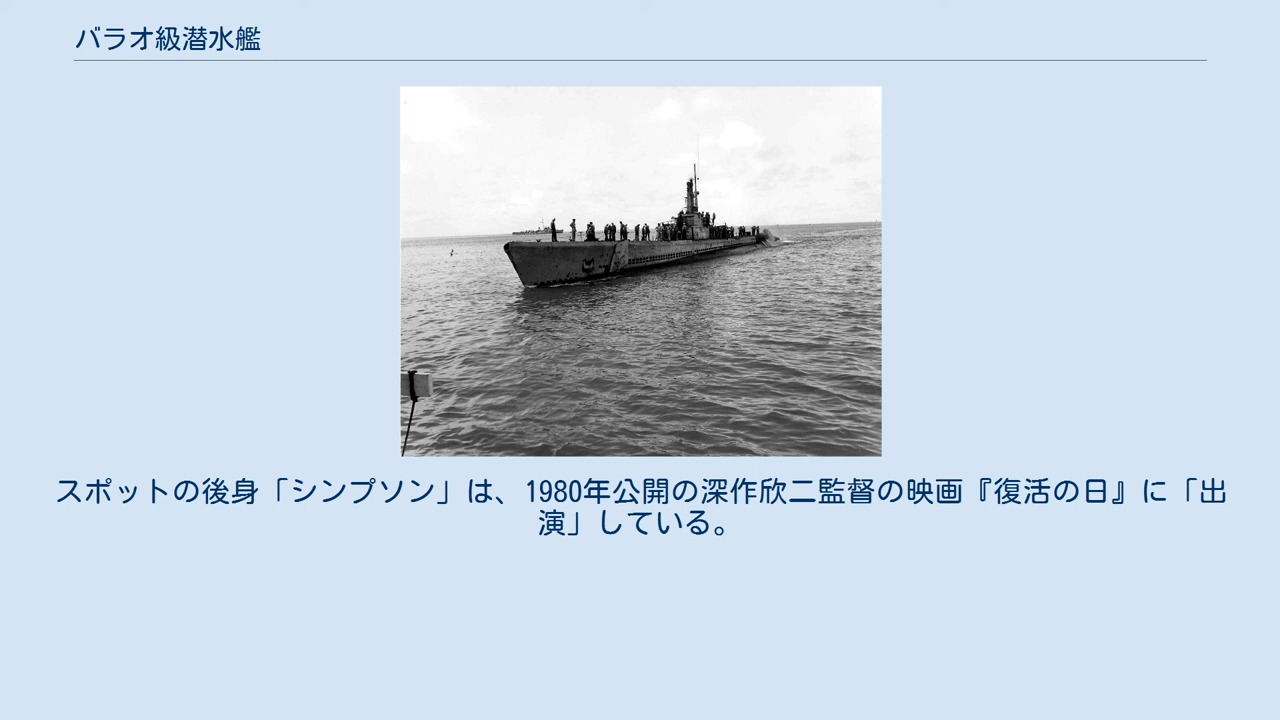 バラオ級潜水艦
スポットの後身「シンプソン」は、1980年公開の深作欣二監督の映画『復活の日』に「出
演」している。